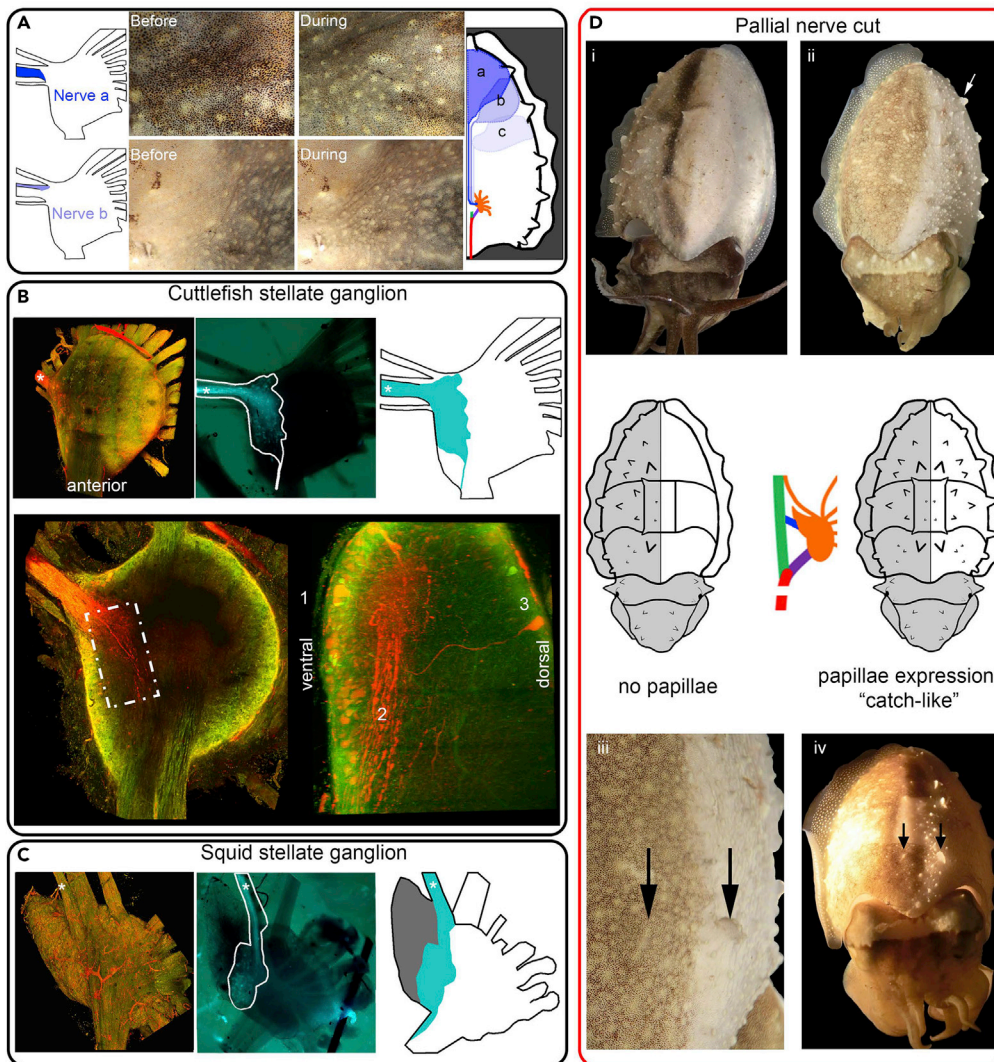 A
Nerve a
Before
During
Nerve b
Before
During
a
b
c
B
Cuttlefish stellate ganglion
*
anterior
*
*
1
ventral
2
3
dorsal
C
Squid stellate ganglion
*
*
*
D
Pallial nerve cut
i
ii
no papillae
papillae expression
“catch-like”
iii
iv